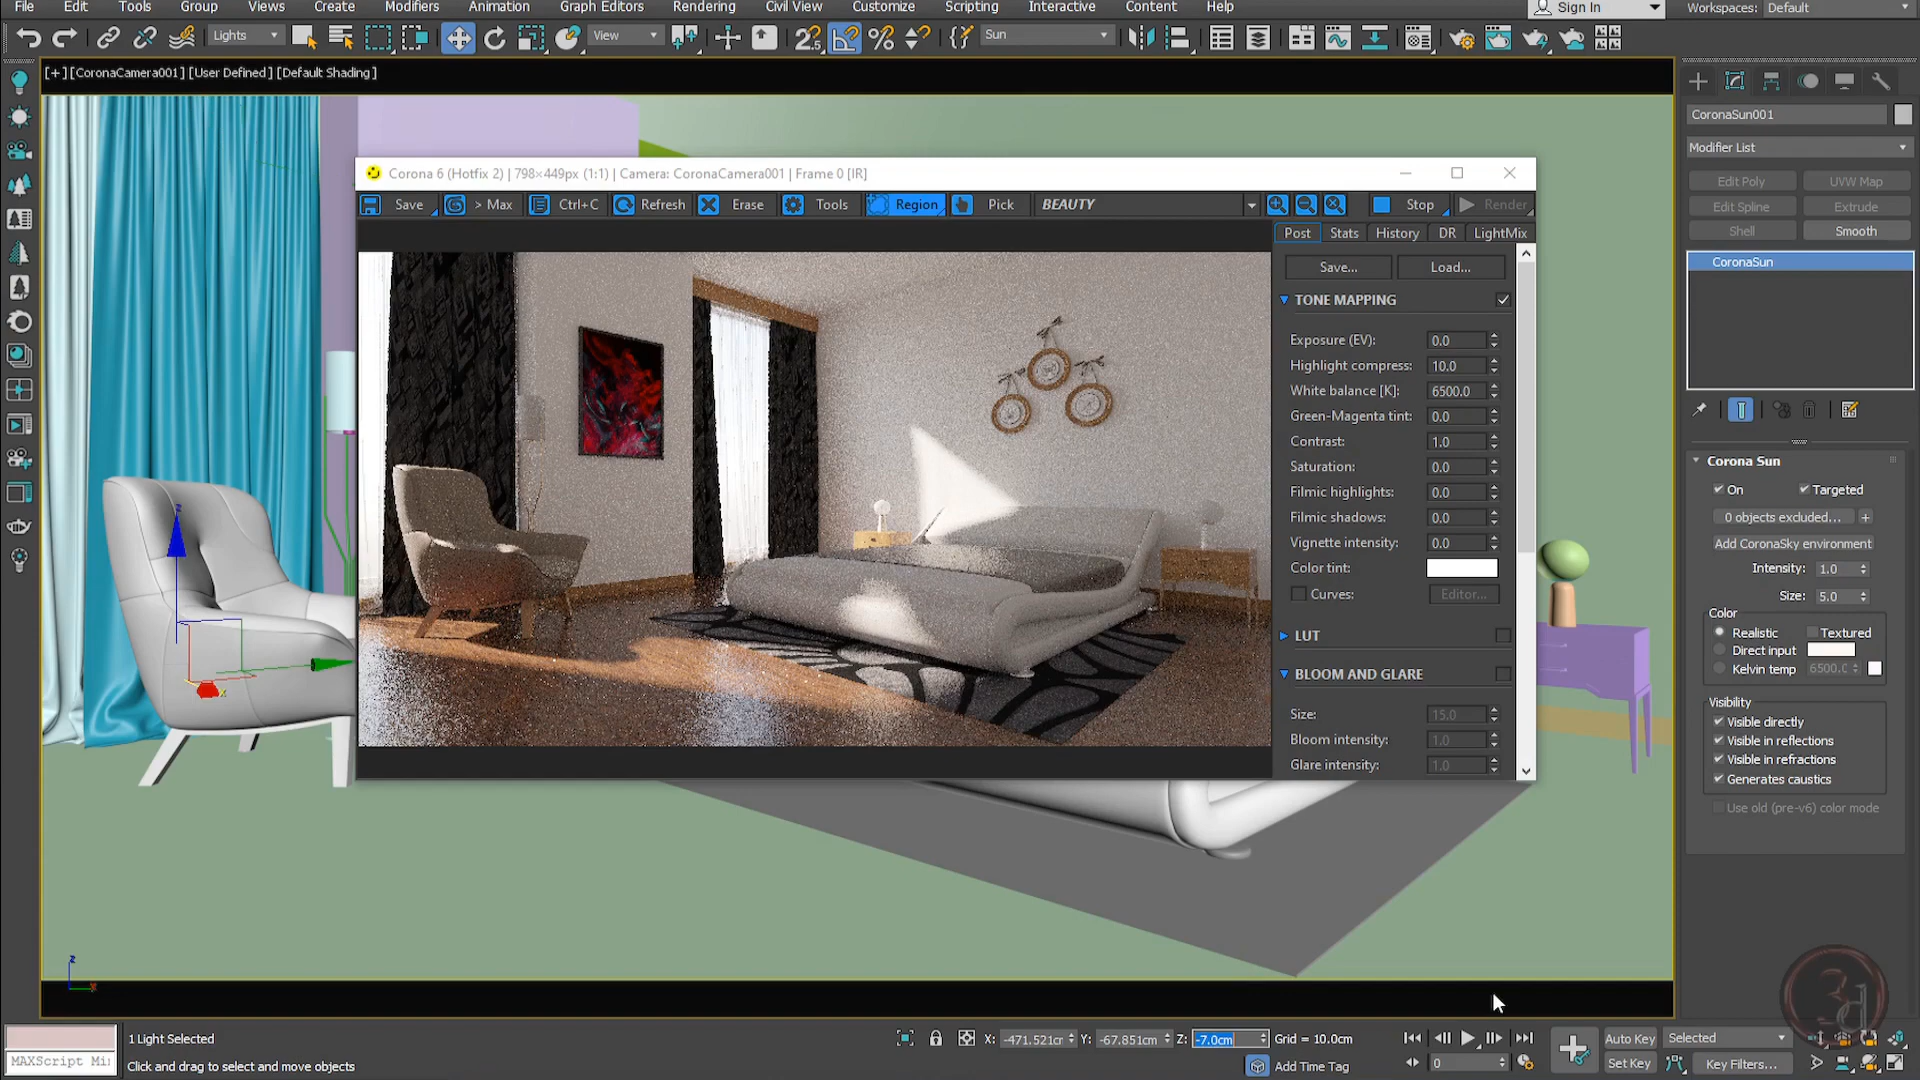 File Edit Tools Group Views Create Modifiers Animation Graph Editors Rendering Civil View Customize Scripting Interactive Content Help Sign In Workspaces: Default
Lights View Sun
[+] [CoronaCamera001] [User Defined ] [Default Shading ]
CoronaSun001
Modifier List
Edit Poly UVW Map
Edit Spline Extrude
Shell Smooth
CoronaSun
Corona Sun
On Targeted
0 objects excluded... +
Add CoronaSky environment
Intensity: 1.0
Size: 5.0
Color
Realistic Textured
Direct input
Kelvin temp
Visibility
Visible directly
Visible in reflections
Visible in refractions
Generates caustics
Use old (pre-v6) color mode
Corona 6 (Hotfix 2) | 798×449px (1:1) | Camera: CoronaCamera001 | Frame 0 [IR]
Save > Max Ctrl+C Refresh Erase Tools Region Pick BEAUTY Stop Render
Post Stats History DR LightMix
Save... Load...
TONE MAPPING
Exposure (EV): 0.0
Highlight compress: 10.0
White balance [K]: 6500.0
Green-Magenta tint: 0.0
Contrast: 1.0
Saturation: 0.0
Filmic highlights: 0.0
Filmic shadows: 0.0
Vignette intensity: 0.0
Color tint:
Curves: Editor...
LUT
BLOOM AND GLARE
Size: 15.0
Bloom intensity: 1.0
Glare intensity: 1.0
1 Light Selected
X: -471.521cm Y: -67.851cm Z: -7.0cm Grid = 10.0cm
Auto Key Selected
MAXScript Mi
Click and drag to select and move objects
Add Time Tag
0
Set Key Key Filters...